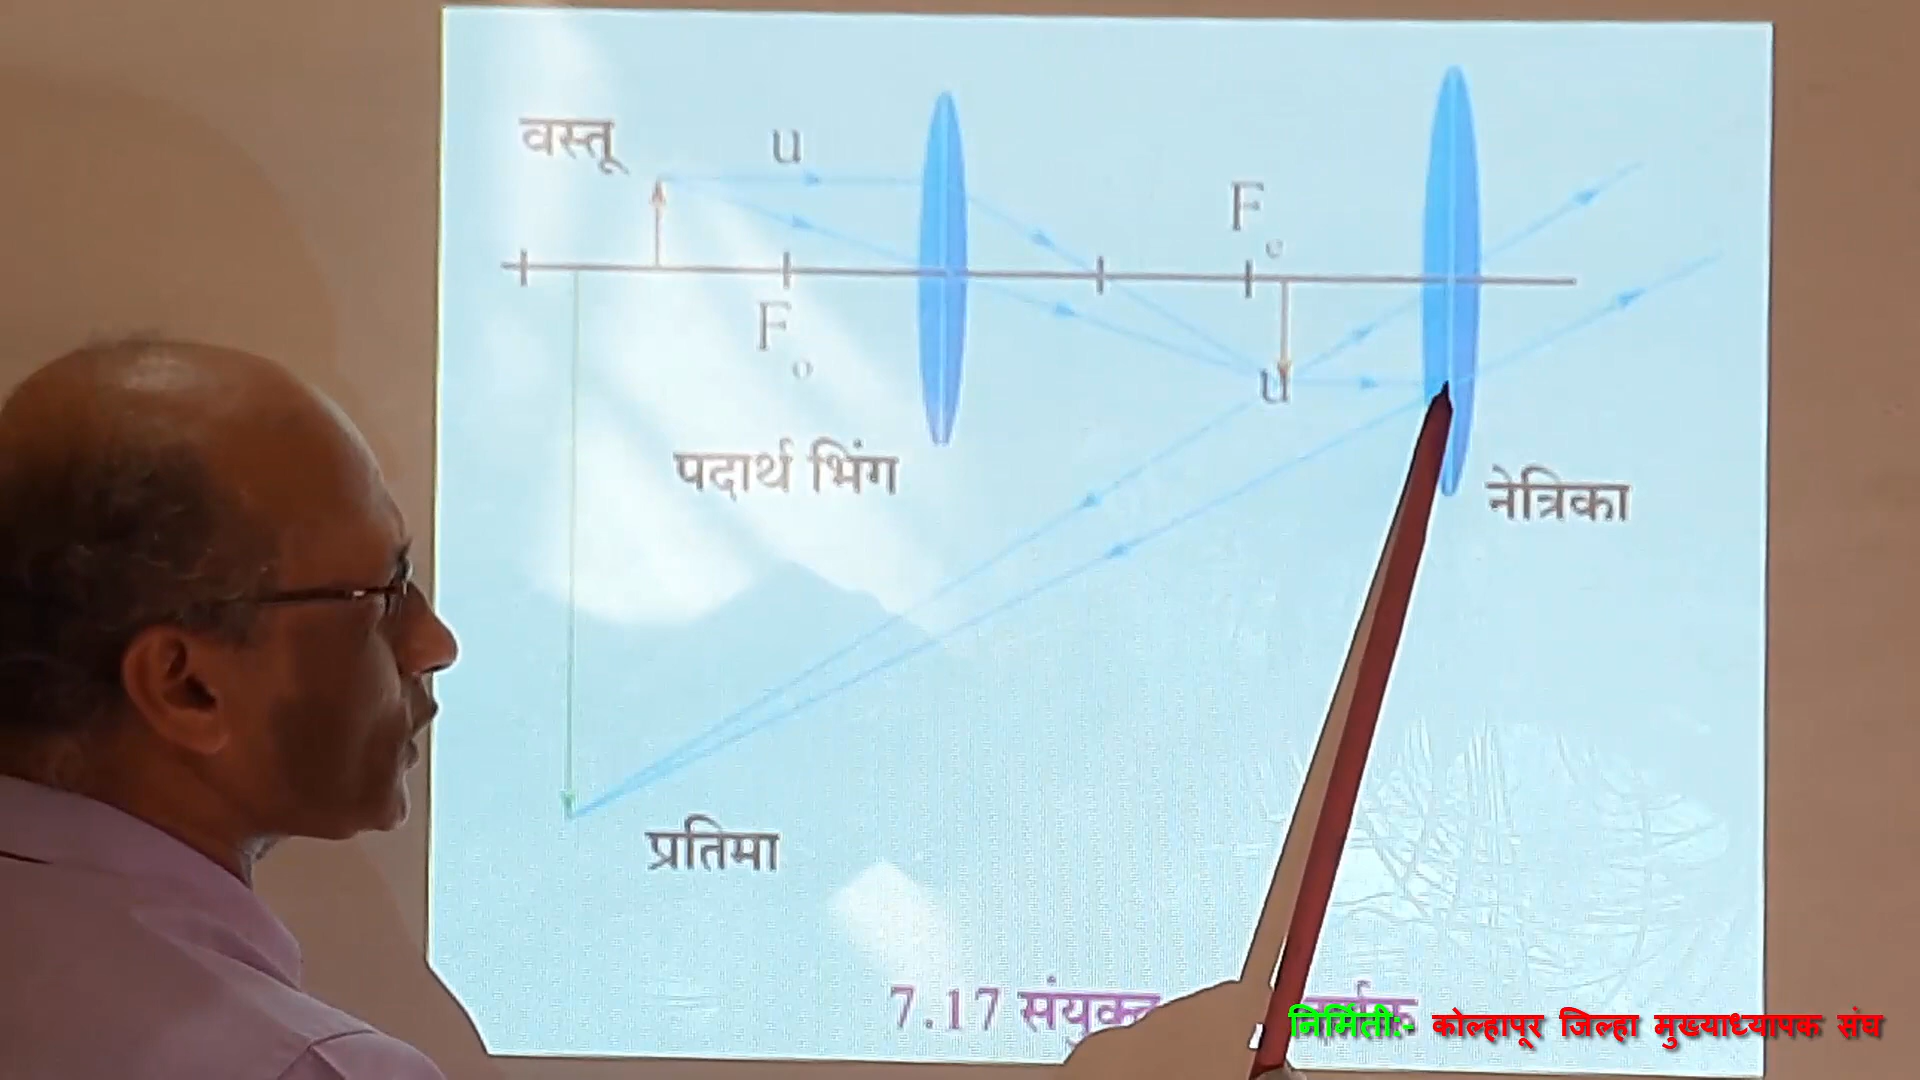 वस्तू
u
F
e
F
o
u
पदार्थ भिंग
नेत्रिका
प्रतिमा
7.17 संयुक्त
निर्मिती:- कोल्हापूर जिल्हा मुख्याध्यापक संघ